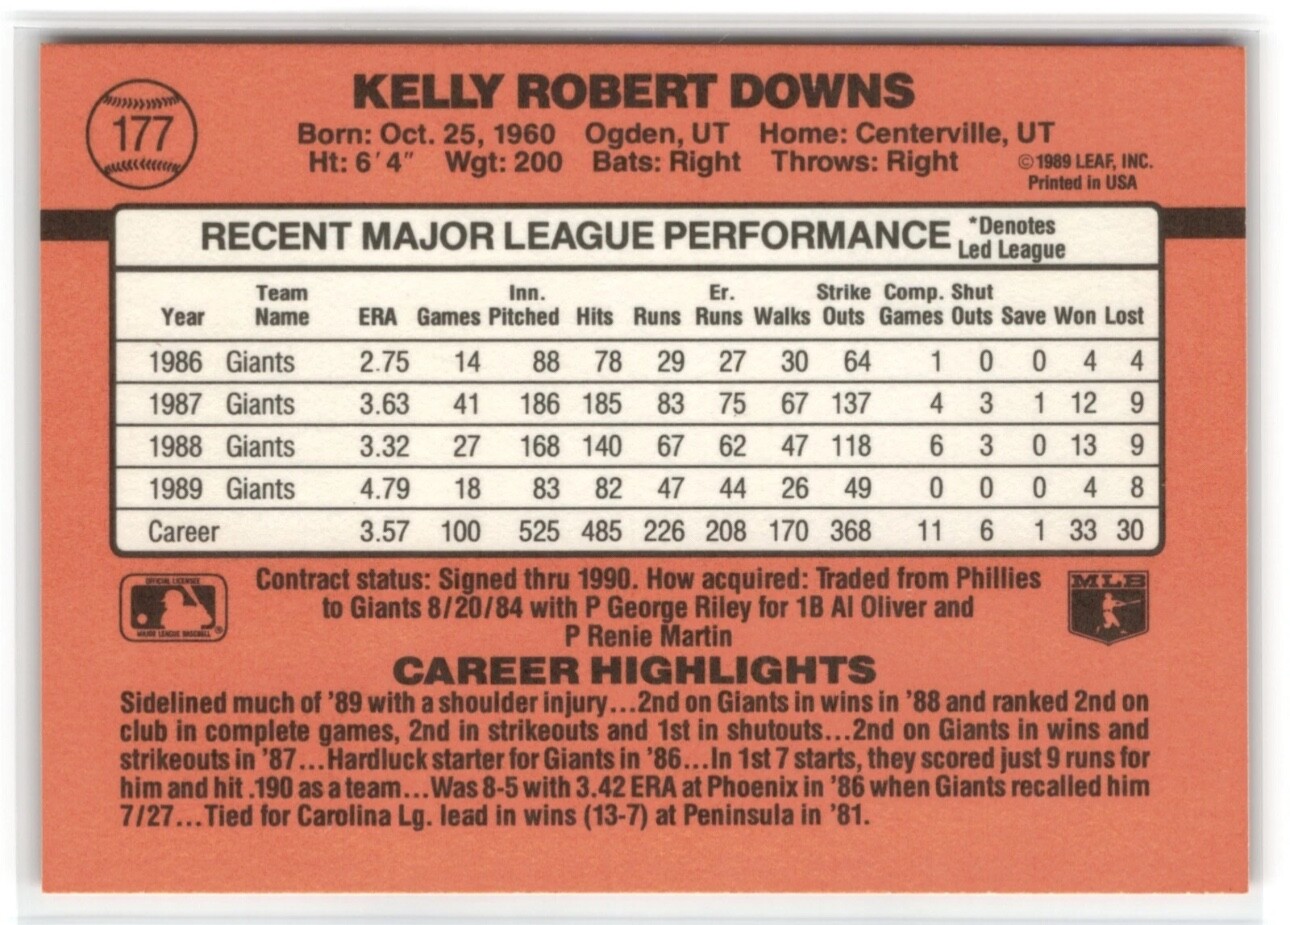 177
KELLY ROBERT DOWNS
Born: Oct. 25, 1960 Ogden, UT Home: Centerville, UT
Ht: 6'4" Wgt: 200 Bats: Right Throws: Right
©1989 LEAF, INC.
Printed in USA
RECENT MAJOR LEAGUE PERFORMANCE
*Denotes
Led League
Team Inn. Er. Strike Comp. Shut
Year Name ERA Games Pitched Hits Runs Runs Walks Outs Games Outs Save Won Lost
1986 Giants 2.75 14 88 78 29 27 30 64 1 0 0 4 4
1987 Giants 3.63 41 186 185 83 75 67 137 4 3 1 12 9
1988 Giants 3.32 27 168 140 67 62 47 118 6 3 0 13 9
1989 Giants 4.79 18 83 82 47 44 26 49 0 0 0 4 8
Career 3.57 100 525 485 226 208 170 368 11 6 1 33 30
OFFICIAL LICENSEE
MAJOR LEAGUE BASEBALL®
Contract status: Signed thru 1990. How acquired: Traded from Phillies
to Giants 8/20/84 with P George Riley for 1B Al Oliver and
P Renie Martin
MLB
CAREER HIGHLIGHTS
Sidelined much of '89 with a shoulder injury...2nd on Giants in wins in '88 and ranked 2nd on
club in complete games, 2nd in strikeouts and 1st in shutouts...2nd on Giants in wins and
strikeouts in '87...Hardluck starter for Giants in '86...In 1st 7 starts, they scored just 9 runs for
him and hit .190 as a team...Was 8-5 with 3.42 ERA at Phoenix in '86 when Giants recalled him
7/27...Tied for Carolina Lg. lead in wins (13-7) at Peninsula in '81.